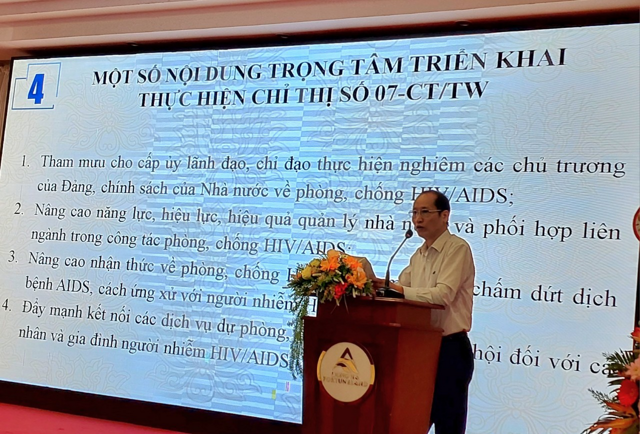 4
MỘT SỐ NỘI DUNG TRỌNG TÂM TRIỂN KHAI
THỰC HIỆN CHỈ THỊ SỐ 07-CT/TW
1. Tham mưu cho cấp ủy lãnh đạo, chỉ đạo thực hiện nghiêm các chủ trương
của Đảng, chính sách của Nhà nước về phòng, chống HIV/AIDS;
2. Nâng cao năng lực, hiệu lực, hiệu quả quản lý nhà và phối hợp liên
ngành trong công tác phòng, chống HIV/AIDS;
3. Nâng cao nhận thức về phòng, chống chấm dứt dịch
bệnh AIDS, cách ứng xử với người nhiễm
4. Đẩy mạnh kết nối các dịch vụ dự phòng, hội đối với
nhân và gia đình người nhiễm HIV/AIDS